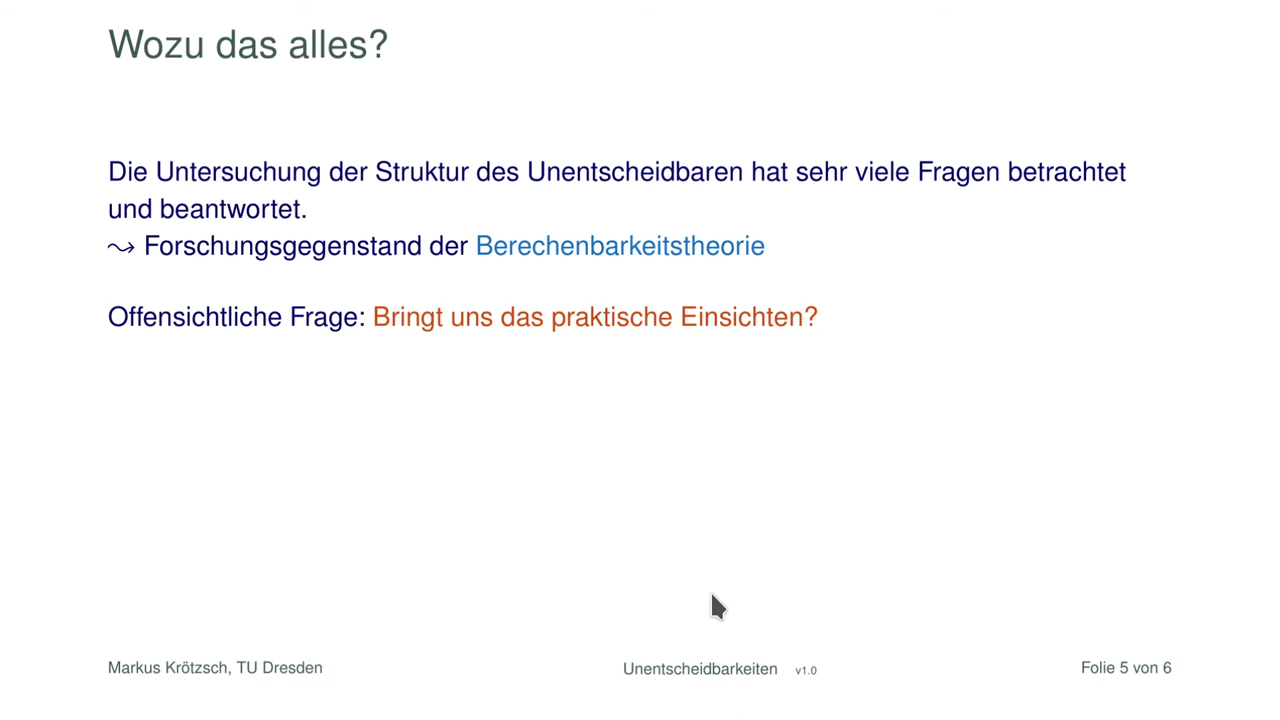 Wozu das alles?
Die Untersuchung der Struktur des Unentscheidbaren hat sehr viele Fragen betrachtet
und beantwortet.
⤳ Forschungsgegenstand der Berechenbarkeitstheorie
Offensichtliche Frage: Bringt uns das praktische Einsichten?
Markus Krötzsch, TU Dresden Unentscheidbarkeiten v1.0 Folie 5 von 6